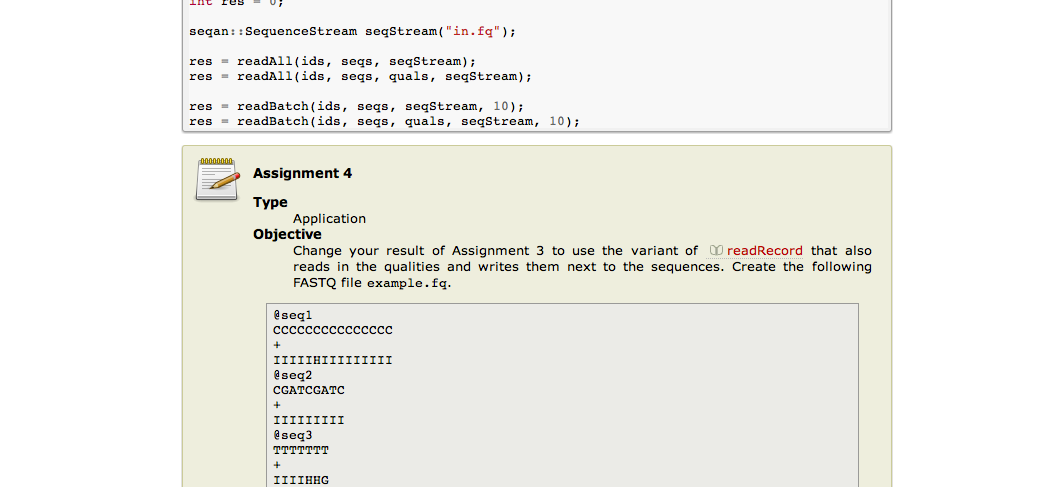 int res = 0;
seqan::SequenceStream seqStream("in.fq");
res = readAll(ids, seqs, seqStream);
res = readAll(ids, seqs, quals, seqStream);
res = readBatch(ids, seqs, seqStream, 10);
res = readBatch(ids, seqs, quals, seqStream, 10);
Assignment 4
Type
Application
Objective
Change your result of Assignment 3 to use the variant of readRecord that also
reads in the qualities and writes them next to the sequences. Create the following
FASTQ file example.fq.
@seq1
CCCCCCCCCCCCCCC
+
IIIIIHIIIIIIIII
@seq2
CGATCGATC
+
IIIIIIIII
@seq3
TTTTTTT
+
IIIIHHG